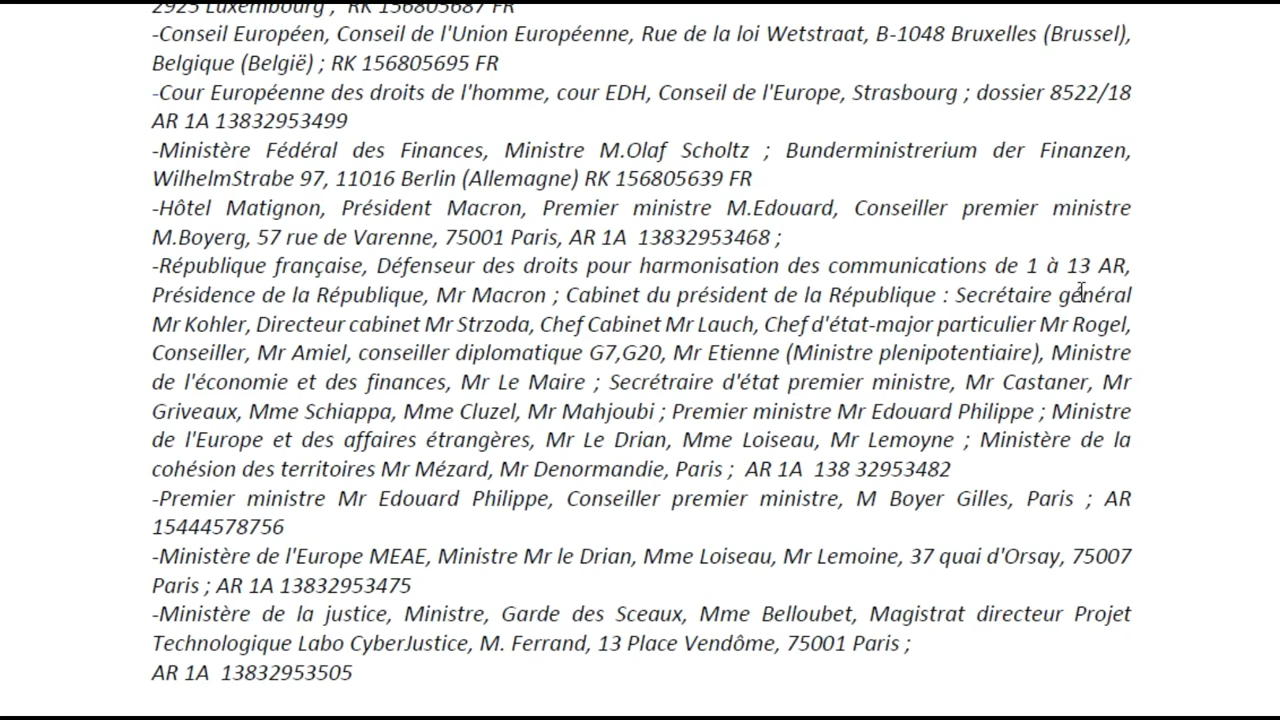 2925 Luxembourg ; RK 156805687 FR
-Conseil Européen, Conseil de l'Union Européenne, Rue de la loi Wetstraat, B-1048 Bruxelles (Brussel),
Belgique (België) ; RK 156805695 FR
-Cour Européenne des droits de l'homme, cour EDH, Conseil de l'Europe, Strasbourg ; dossier 8522/18
AR 1A 13832953499
-Ministère Fédéral des Finances, Ministre M.Olaf Scholtz ; Bunderministrerium der Finanzen,
WilhelmStrabe 97, 11016 Berlin (Allemagne) RK 156805639 FR
-Hôtel Matignon, Président Macron, Premier ministre M.Edouard, Conseiller premier ministre
M.Boyerg, 57 rue de Varenne, 75001 Paris, AR 1A 13832953468 ;
-République française, Défenseur des droits pour harmonisation des communications de 1 à 13 AR,
Présidence de la République, Mr Macron ; Cabinet du président de la République : Secrétaire général
Mr Kohler, Directeur cabinet Mr Strzoda, Chef Cabinet Mr Lauch, Chef d'état-major particulier Mr Rogel,
Conseiller, Mr Amiel, conseiller diplomatique G7,G20, Mr Etienne (Ministre plenipotentiaire), Ministre
de l'économie et des finances, Mr Le Maire ; Secrétraire d'état premier ministre, Mr Castaner, Mr
Griveaux, Mme Schiappa, Mme Cluzel, Mr Mahjoubi ; Premier ministre Mr Edouard Philippe ; Ministre
de l'Europe et des affaires étrangères, Mr Le Drian, Mme Loiseau, Mr Lemoyne ; Ministère de la
cohésion des territoires Mr Mézard, Mr Denormandie, Paris ; AR 1A 138 32953482
-Premier ministre Mr Edouard Philippe, Conseiller premier ministre, M Boyer Gilles, Paris ; AR
15444578756
-Ministère de l'Europe MEAE, Ministre Mr le Drian, Mme Loiseau, Mr Lemoine, 37 quai d'Orsay, 75007
Paris ; AR 1A 13832953475
-Ministère de la justice, Ministre, Garde des Sceaux, Mme Belloubet, Magistrat directeur Projet
Technologique Labo CyberJustice, M. Ferrand, 13 Place Vendôme, 75001 Paris ;
AR 1A 13832953505